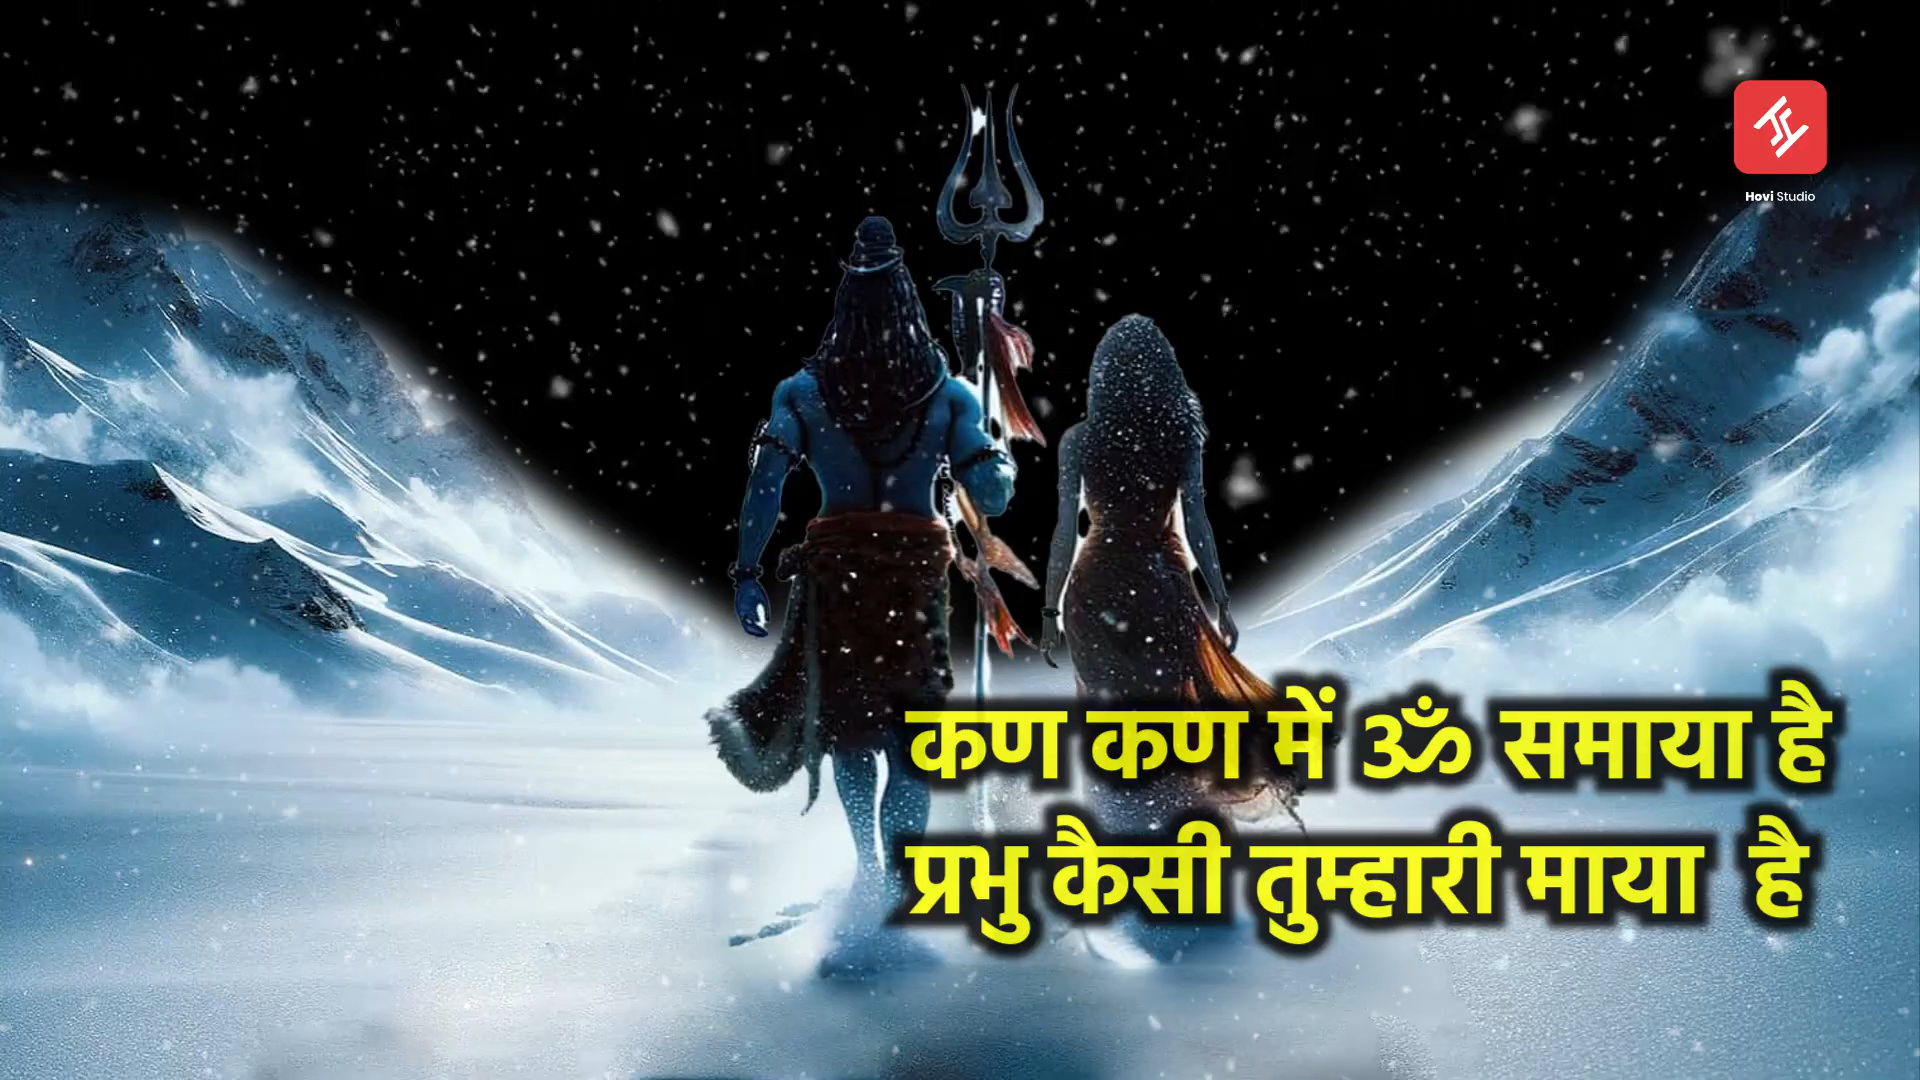 Hovi Studio
कण कण में ॐ समाया है
प्रभु कैसी तुम्हारी माया है